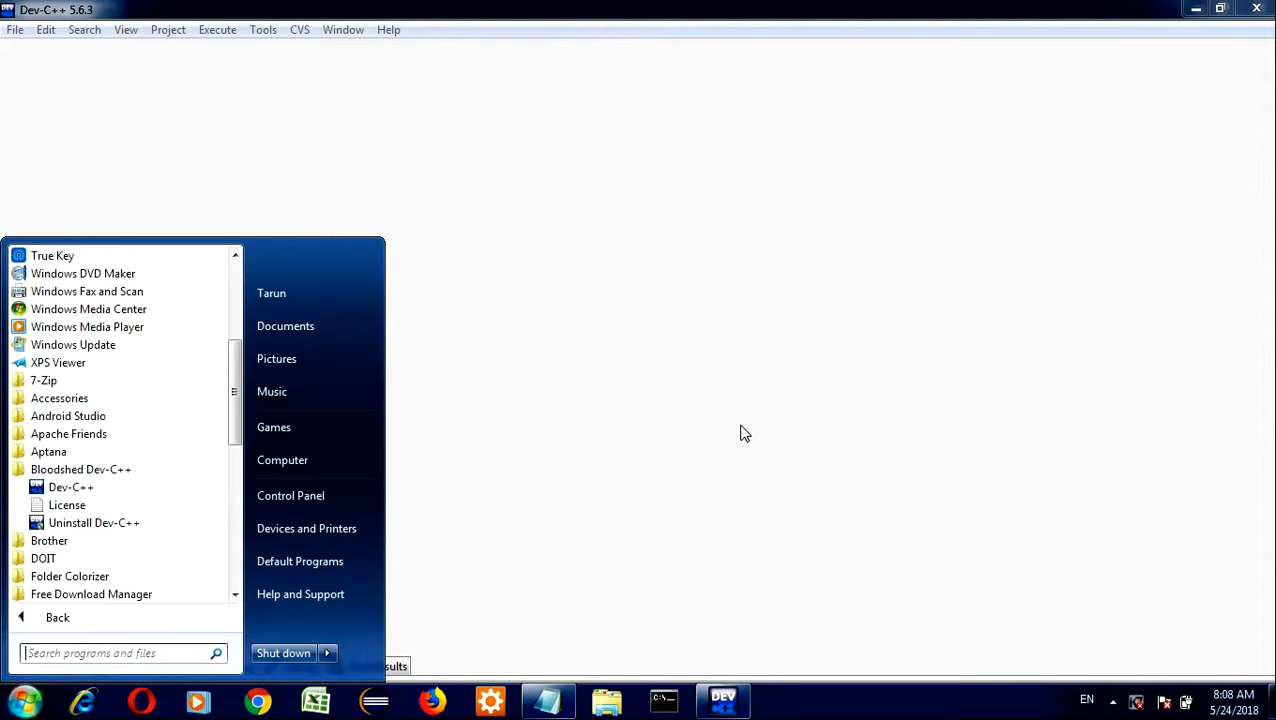 Dev-C++ 5.6.3
File Edit Search View Project Execute Tools CVS Window Help
True Key
Windows DVD Maker
Windows Fax and Scan
Windows Media Center
Windows Media Player
Windows Update
XPS Viewer
7-Zip
Accessories
Android Studio
Apache Friends
Aptana
Bloodshed Dev-C++
Dev-C++
License
Uninstall Dev-C++
Brother
DOIT
Folder Colorizer
Free Download Manager
Back
Search programs and files
Tarun
Documents
Pictures
Music
Games
Computer
Control Panel
Devices and Printers
Default Programs
Help and Support
Shut down
sults
DEV
EN
8:08 AM
5/24/2018